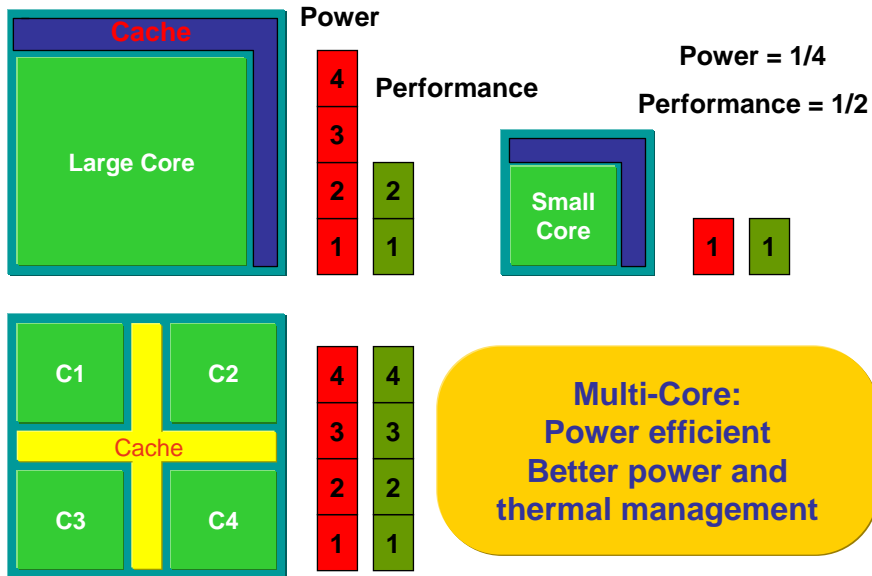 Cache
Large Core
Power
4
3
2
1
Performance
2
1
Power = 1/4
Performance = 1/2
Small
Core
1
1
C1
C2
Cache
C3
C4
4
3
2
1
4
3
2
1
Multi-Core:
Power efficient
Better power and
thermal management